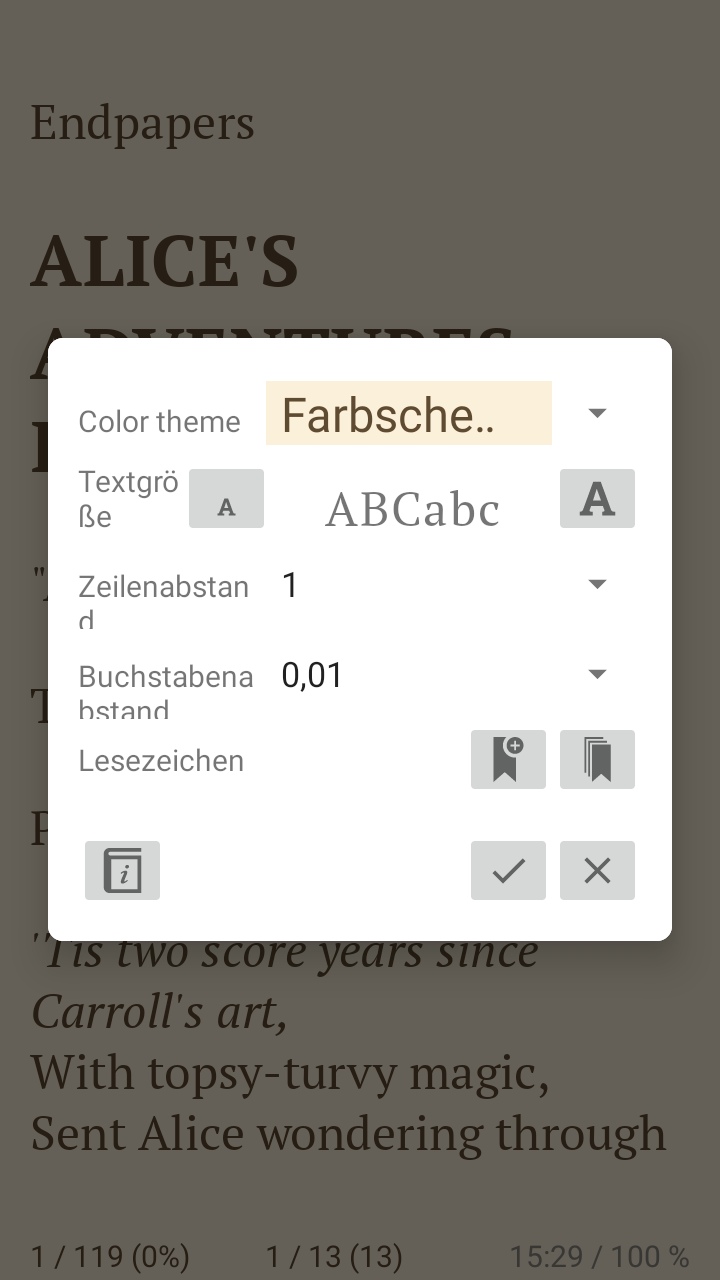 Endpapers
ALICE'S
ADVENTURES
Color theme
Farbsche..
Textgrö
ße
A
ABCabc
A
Zeilenabstan
d
1
Buchstabena
bstand
0,01
Lesezeichen
i
"Tis two score years since
Carroll's art,
With topsy-turvy magic,
Sent Alice wondering through
1 / 119 (0%)
1 / 13 (13)
15:29 / 100 %